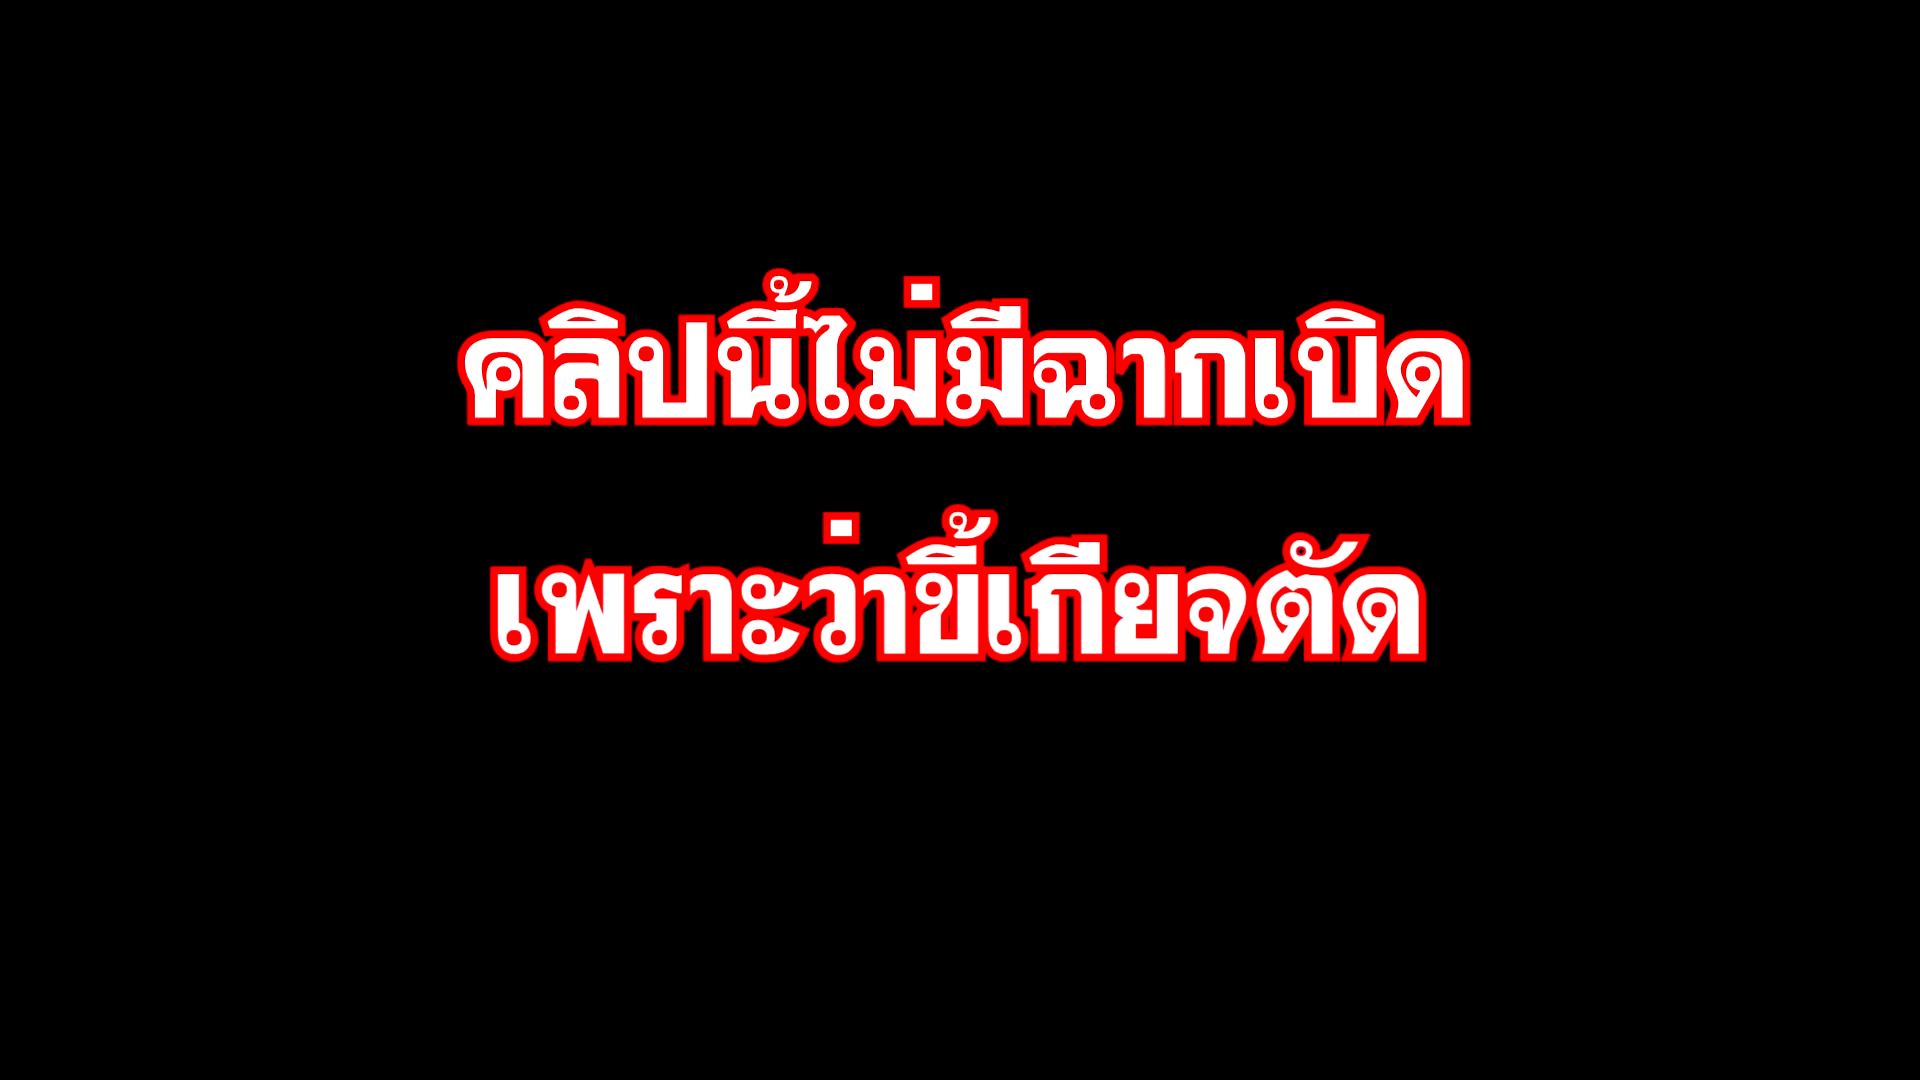 คลิปนี้ไม่มีฉากเบิด
เพราะว่าขี้เกียจตัด